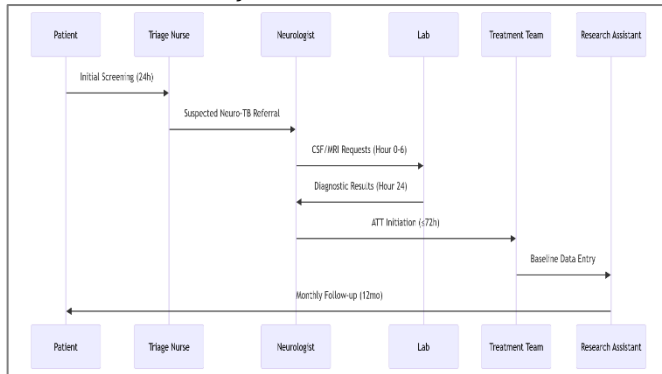 Patient
Triage Nurse
Neurologist
Lab
Treatment Team
Research Assistant
Initial Screening (24h)
Suspected Neuro-TB Referral
CSF/MRI Requests (Hour 0-6)
Diagnostic Results (Hour 24)
ATT Initiation (≤72h)
Baseline Data Entry
Monthly Follow-up (12mo)
Patient
Triage Nurse
Neurologist
Lab
Treatment Team
Research Assistant